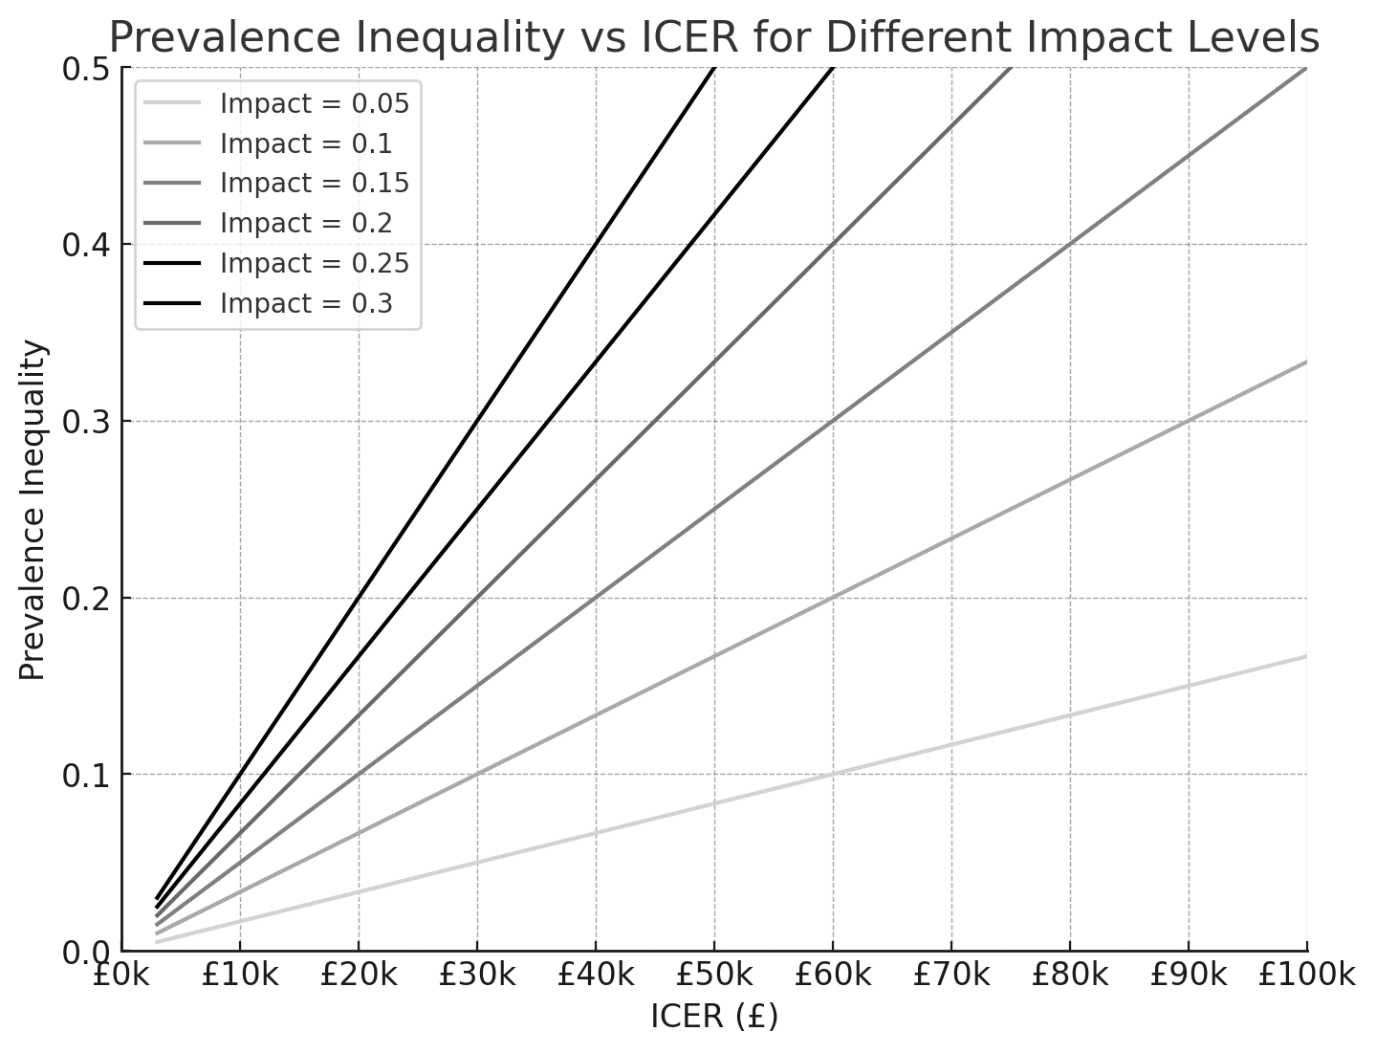 Prevalence Inequality vs ICER for Different Impact Levels
0.5
0.4
0.3
0.2
0.1
0.0
Prevalence Inequality
Impact = 0.05
Impact = 0.1
Impact = 0.15
Impact = 0.2
Impact = 0.25
Impact = 0.3
£0k £10k £20k £30k £40k £50k £60k £70k £80k £90k £100k
ICER (£)